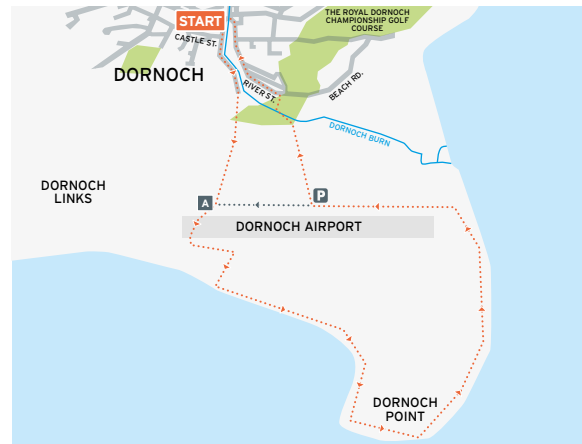 THE ROYAL DORNOCH
CHAMPIONSHIP GOLF
COURSE
START
CASTLE ST.
DORNOCH
RIVER ST.
BEACH RD.
DORNOCH BURN
DORNOCH
LINKS
A
P
DORNOCH AIRPORT
DORNOCH
POINT